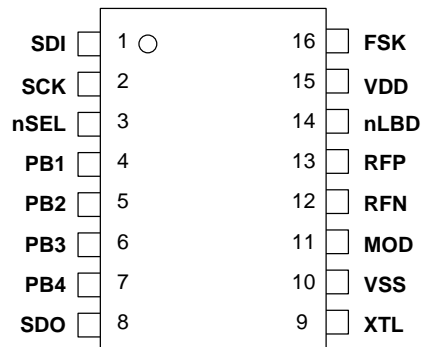 SDI 1 16 FSK
SCK 2 15 VDD
nSEL 3 14 nLBD
PB1 4 13 RFP
PB2 5 12 RFN
PB3 6 11 MOD
PB4 7 10 VSS
SDO 8 9 XTL